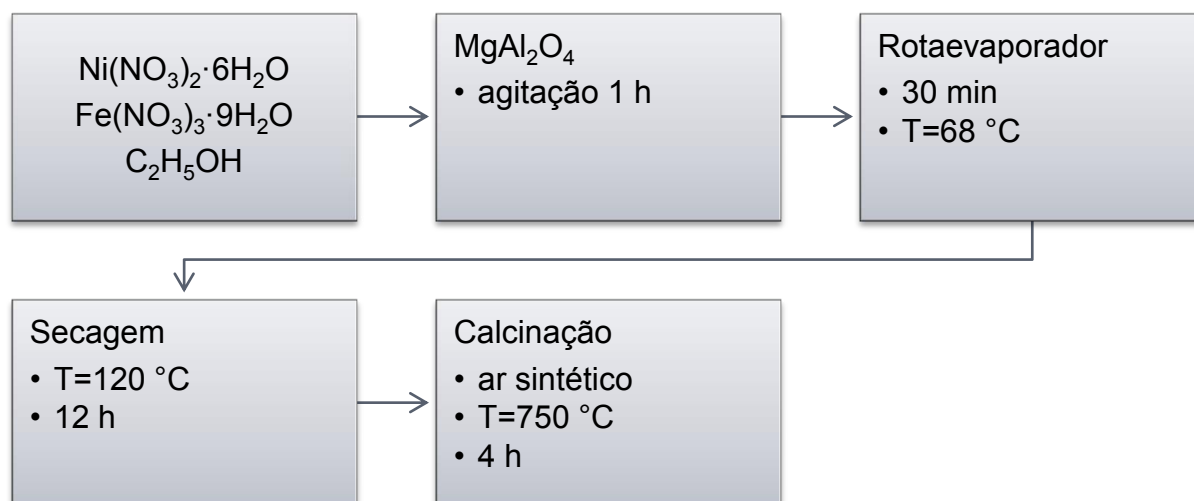 Ni(NO₃)₂·6H₂O
Fe(NO₃)₃·9H₂O
C₂H₅OH
MgAl₂O₄
• agitação 1 h
Rotaevaporador
• 30 min
• T=68 °C
Secagem
• T=120 °C
• 12 h
Calcinação
• ar sintético
• T=750 °C
• 4 h